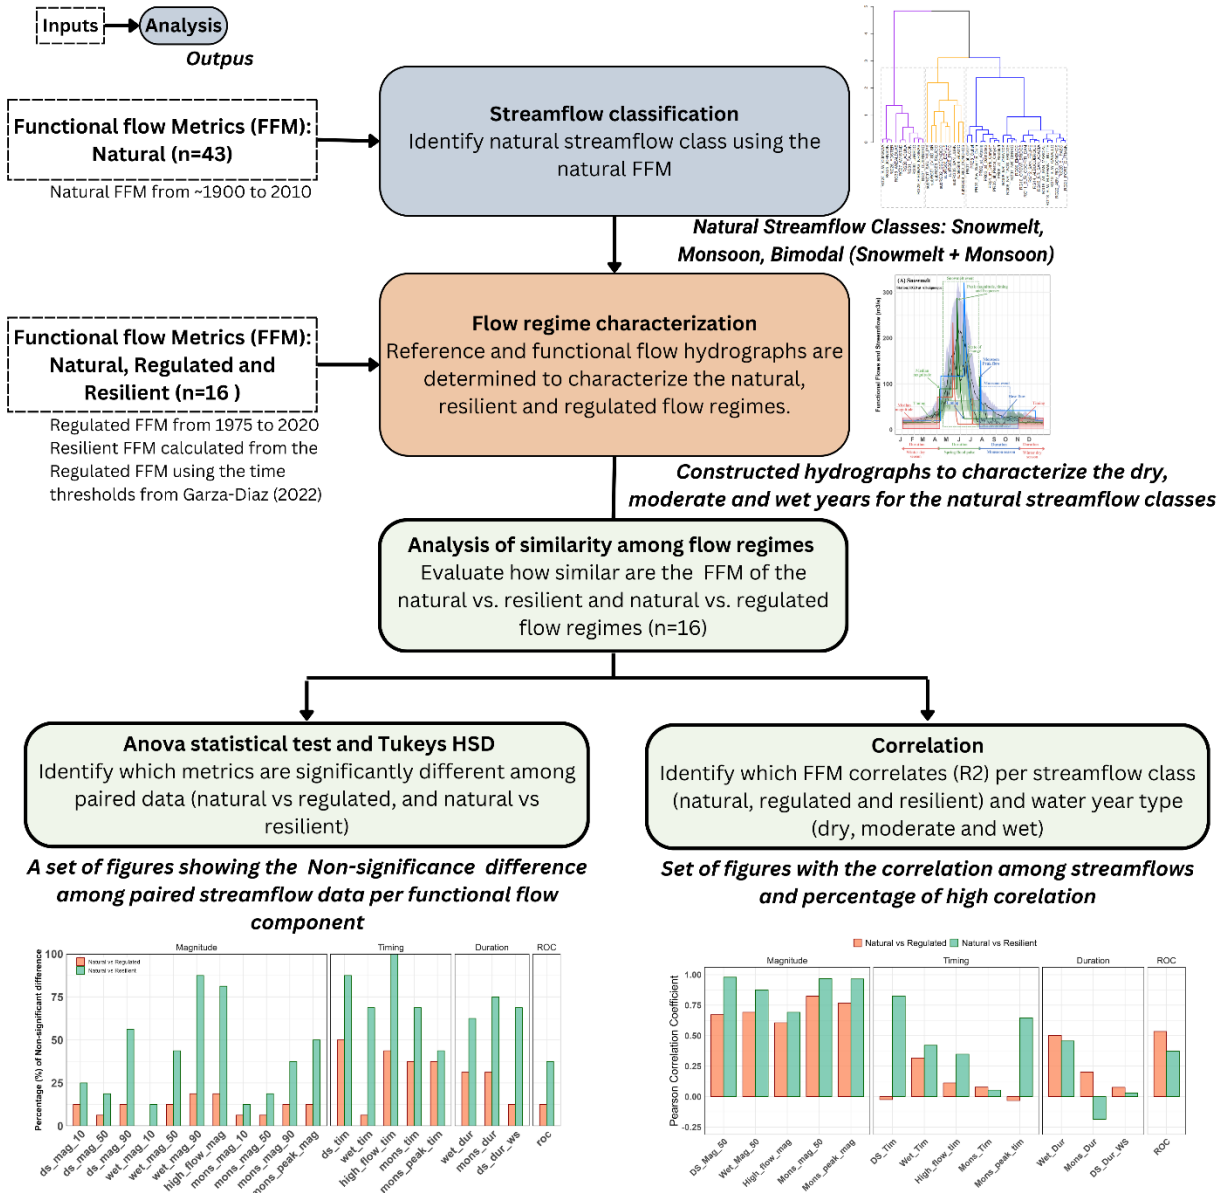 Inputs
Analysis
Outpus
Functional flow Metrics (FFM):
Natural (n=43)
Natural FFM from ~1900 to 2010
Streamflow classification
Identify natural streamflow class using the
natural FFM
Natural Streamflow Classes: Snowmelt,
Monsoon, Bimodal (Snowmelt + Monsoon)
Functional flow Metrics (FFM):
Natural, Regulated and
Resilient (n=16 )
Regulated FFM from 1975 to 2020
Resilient FFM calculated from the
Regulated FFM using the time
thresholds from Garza-Diaz (2022)
Flow regime characterization
Reference and functional flow hydrographs are
determined to characterize the natural,
resilient and regulated flow regimes.
(A) Snowmelt
Functional Flows and Streamflow (m3/s)
300
200
100
0
J F M A M J J A S O N D
Constructed hydrographs to characterize the dry,
moderate and wet years for the natural streamflow classes
Analysis of similarity among flow regimes
Evaluate how similar are the FFM of the
natural vs. resilient and natural vs. regulated
flow regimes (n=16)
Anova statistical test and Tukeys HSD
Identify which metrics are significantly different among
paired data (natural vs regulated, and natural vs
resilient)
A set of figures showing the Non-significance difference
among paired streamflow data per functional flow
component
Correlation
Identify which FFM correlates (R2) per streamflow class
(natural, regulated and resilient) and water year type
(dry, moderate and wet)
Set of figures with the correlation among streamflows
and percentage of high corelation
Magnitude
Timing
Duration
ROC
Natural vs Regulated
Natural vs Resilient
Percentage (%) of Non-significant difference
100
75
50
25
0
ds_mag_10
ds_mag_50
ds_mag_90
wet_mag_10
wet_mag_50
wet_mag_90
high_flow_mag
mons_mag_10
mons_mag_50
mons_mag_90
mons_peak_mag
ds_tim
wet_tim
high_flow_tim
mons_tim
mons_peak_tim
wet_dur
mons_dur
ds_dur_ws
roc
Natural vs Regulated
Natural vs Resilient
Magnitude
Timing
Duration
ROC
Pearson Correlation Coefficient
1.00
0.75
0.50
0.25
0.00
-0.25
DS_Mag_50
Wet_Mag_50
High_flow_mag
Mons_mag_50
Mons_peak_mag
DS_Tim
Wet_Tim
High_flow_tim
Mons_Tim
Mons_peak_tim
Wet_Dur
Mons_Dur
DS_Dur_WS
ROC